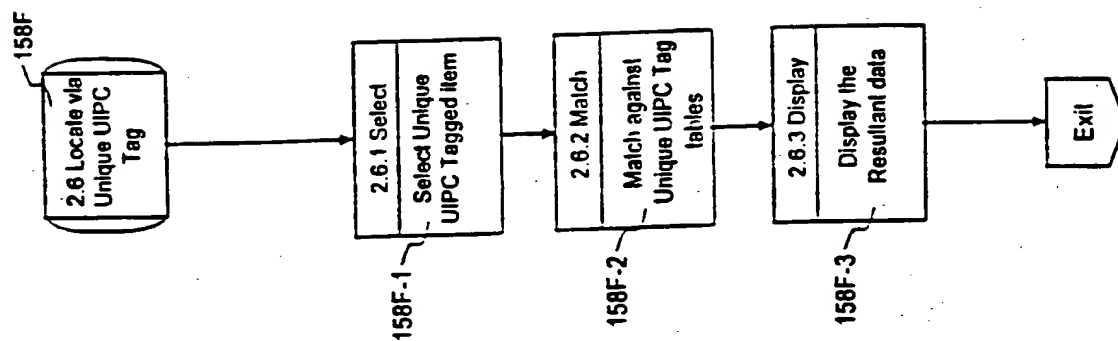 158F
2.6 Locale via
Unique UIPC
Tag
2.6.1 Select
Select Unique
UIPC Tagged item
158F-1
2.6.2 Match
Match against
Unique UIPC Tag
tables
158F-2
2.6.3 Display
Display the
Resultant data
158F-3
Exit